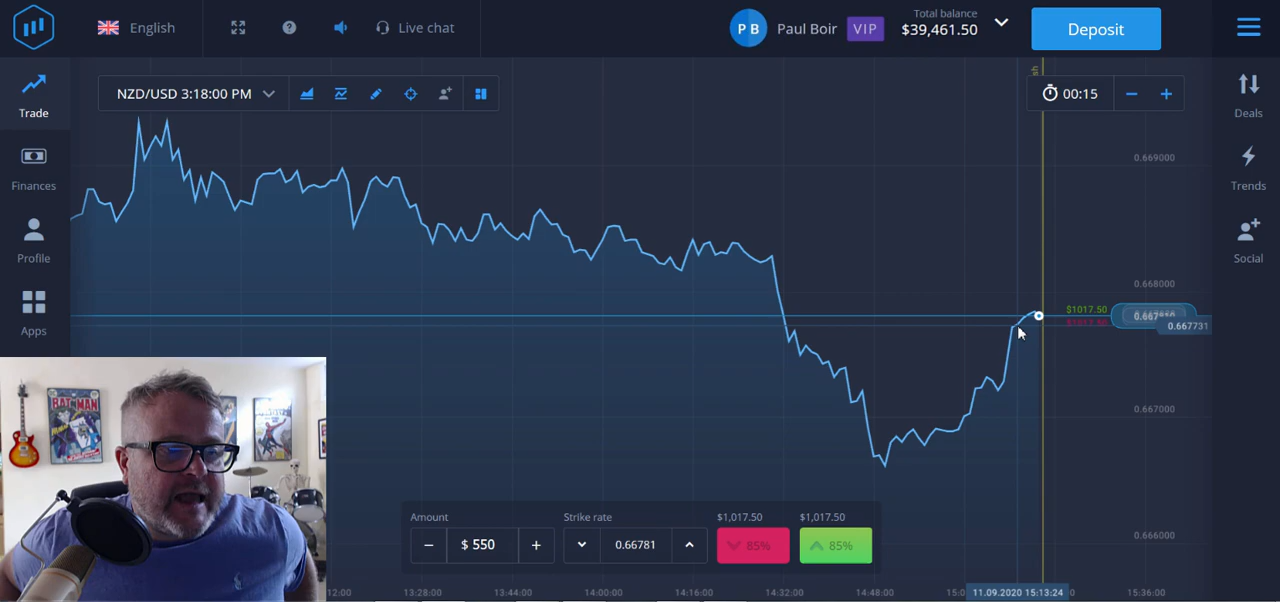 English
Live chat
P B
Paul Boir
VIP
Total balance
$39,461.50
Deposit
Trade
Finances
Profile
Apps
NZD/USD 3:18:00 PM
00:15
Deals
Trends
Social
0.669000
0.668000
$1017.50
0.667731
0.667000
0.666000
BATMAN
Amount
$ 550
Strike rate
0.66781
$1,017.50
85%
$1,017.50
85%
13:28:00
13:44:00
14:00:00
14:16:00
14:32:00
14:48:00
11.09.2020 15:13:24
15:36:00